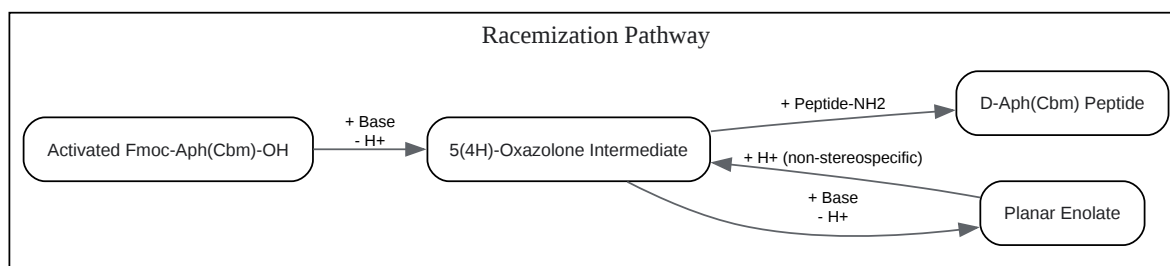 Racemization Pathway
Activated Fmoc-Aph(Cbm)-OH
+ Base
- H+
5(4H)-Oxazolone Intermediate
+ Peptide-NH2
D-Aph(Cbm) Peptide
+ H+ (non-stereospecific)
+ Base
- H+
Planar Enolate